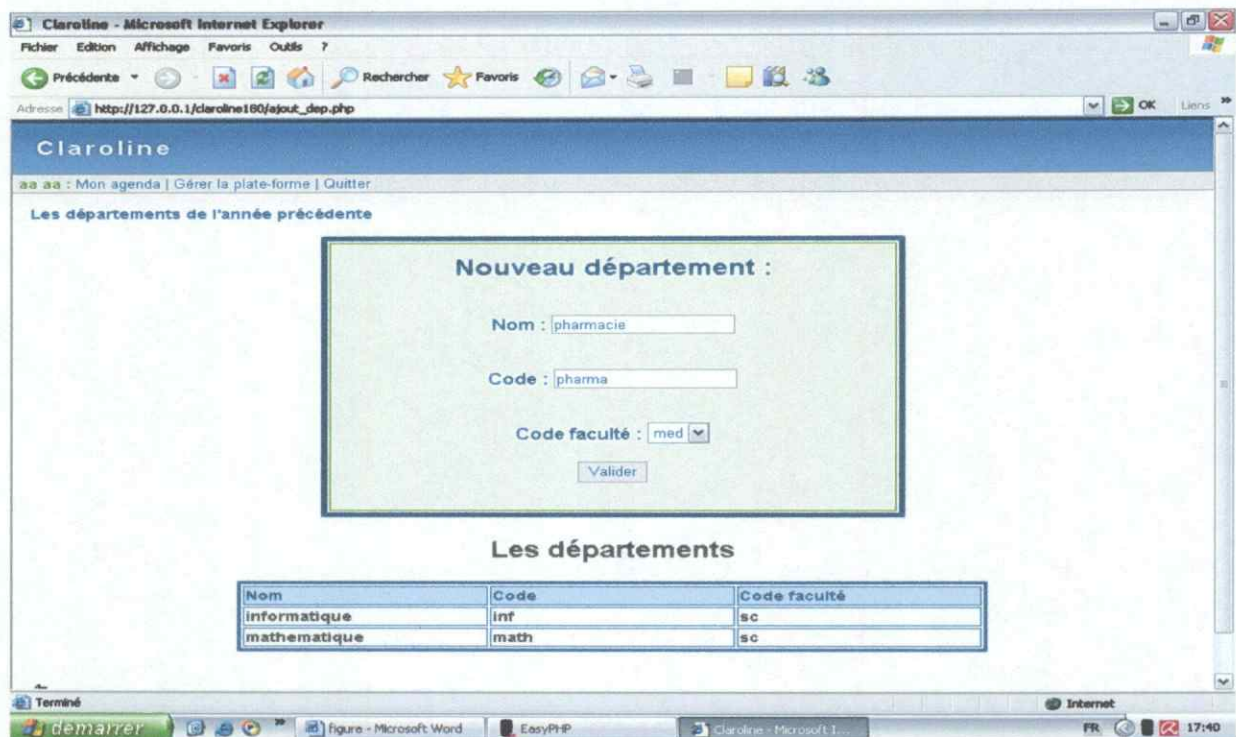 Claroline - Microsoft Internet Explorer
Fichier Edition Affichage Favoris Outils ?
Précédente Rechercher Favoris
Adresse http://127.0.0.1/claroline160/ajout_dep.php OK Liens »
Claroline
aa aa : Mon agenda | Gérer la plate-forme | Quitter
Les départements de l'année précédente
Nouveau département :
Nom : pharmacie
Code : pharma
Code faculté : med
Valider
Les départements
Nom Code Code faculté
informatique inf sc
mathematique math sc
Terminé Internet
démarrer » figure - Microsoft Word EasyPHP Claroline - Microsoft I... FR 17:40